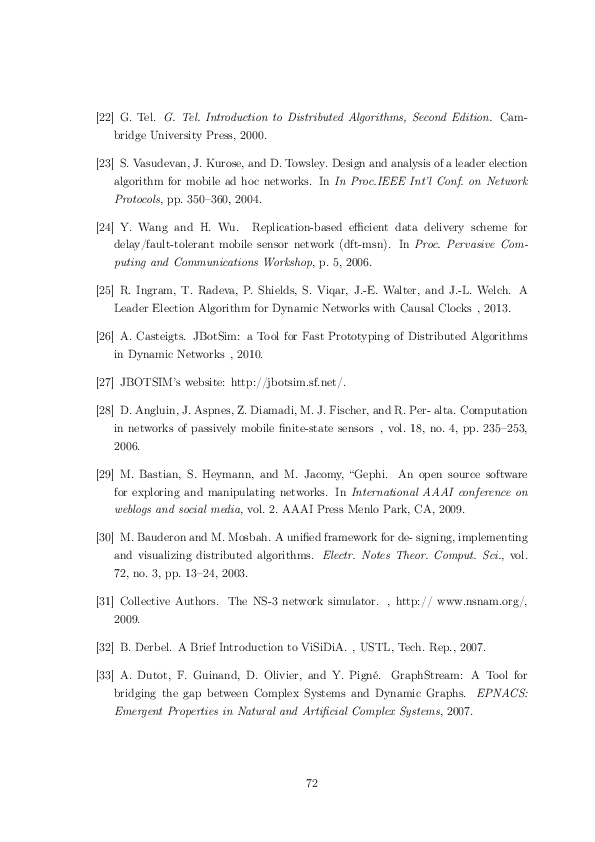 [22] G. Tel. G. Tel. Introduction to Distributed Algorithms, Second Edition. Cam-
bridge University Press, 2000.
[23] S. Vasudevan, J. Kurose, and D. Towsley. Design and analysis of a leader election
algorithm for mobile ad hoc networks. In In Proc.IEEE Int'l Conf. on Network
Protocols, pp. 350–360, 2004.
[24] Y. Wang and H. Wu. Replication-based efficient data delivery scheme for
delay/fault-tolerant mobile sensor network (dft-msn). In Proc. Pervasive Com-
puting and Communications Workshop, p. 5, 2006.
[25] R. Ingram, T. Radeva, P. Shields, S. Viqar, J.-E. Walter, and J.-L. Welch. A
Leader Election Algorithm for Dynamic Networks with Causal Clocks , 2013.
[26] A. Casteigts. JBotSim: a Tool for Fast Prototyping of Distributed Algorithms
in Dynamic Networks , 2010.
[27] JBOTSIM's website: http://jbotsim.sf.net/.
[28] D. Angluin, J. Aspnes, Z. Diamadi, M. J. Fischer, and R. Per- alta. Computation
in networks of passively mobile finite-state sensors , vol. 18, no. 4, pp. 235–253,
2006.
[29] M. Bastian, S. Heymann, and M. Jacomy, “Gephi. An open source software
for exploring and manipulating networks. In International AAAI conference on
weblogs and social media, vol. 2. AAAI Press Menlo Park, CA, 2009.
[30] M. Bauderon and M. Mosbah. A unified framework for de- signing, implementing
and visualizing distributed algorithms. Electr. Notes Theor. Comput. Sci., vol.
72, no. 3, pp. 13–24, 2003.
[31] Collective Authors. The NS-3 network simulator. , http:// www.nsnam.org/,
2009.
[32] B. Derbel. A Brief Introduction to ViSiDiA. , USTL, Tech. Rep., 2007.
[33] A. Dutot, F. Guinand, D. Olivier, and Y. Pigné. GraphStream: A Tool for
bridging the gap between Complex Systems and Dynamic Graphs. EPNACS:
Emergent Properties in Natural and Artificial Complex Systems, 2007.
72